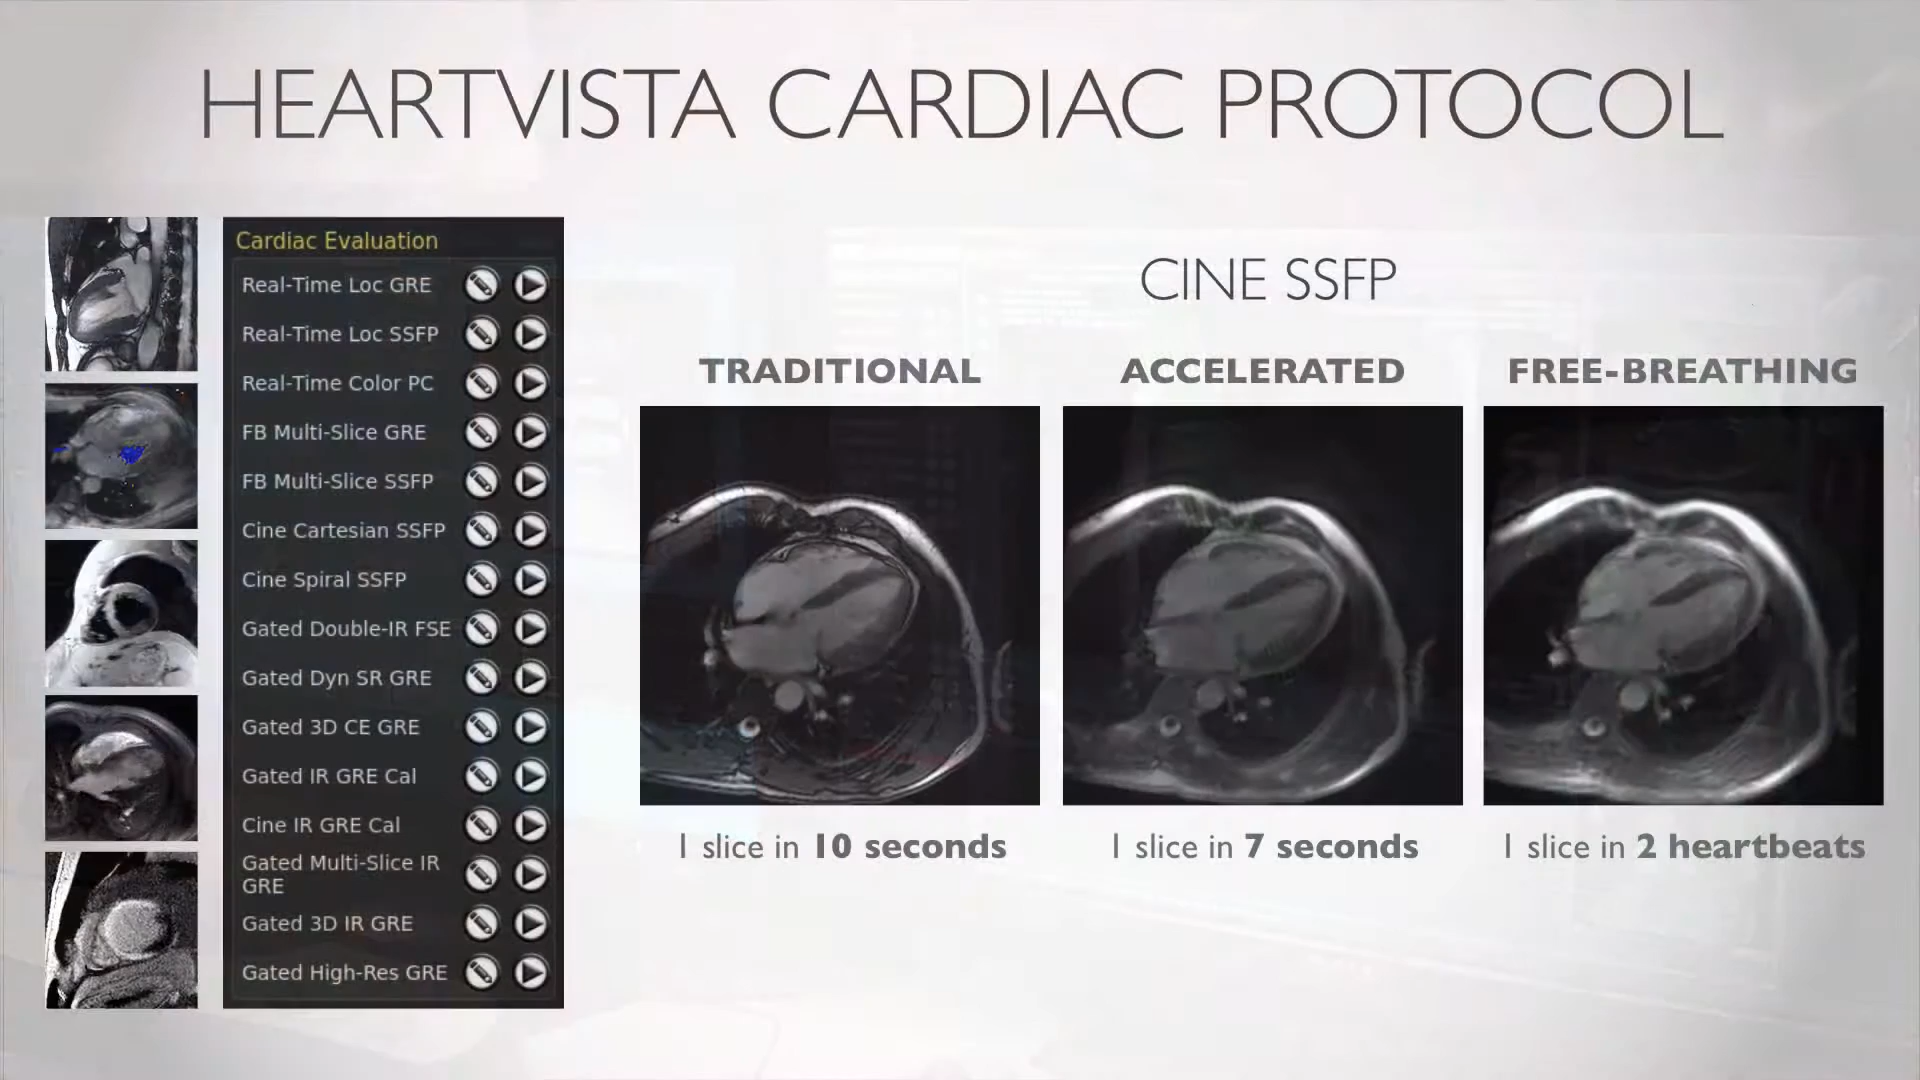 HEARTVISTA CARDIAC PROTOCOL
Cardiac Evaluation
Real-Time Loc GRE
Real-Time Loc SSFP
Real-Time Color PC
FB Multi-Slice GRE
FB Multi-Slice SSFP
Cine Cartesian SSFP
Cine Spiral SSFP
Gated Double-IR FSE
Gated Dyn SR GRE
Gated 3D CE GRE
Gated IR GRE Cal
Cine IR GRE Cal
Gated Multi-Slice IR
GRE
Gated 3D IR GRE
Gated High-Res GRE
CINE SSFP
TRADITIONAL
1 slice in 10 seconds
ACCELERATED
1 slice in 7 seconds
FREE-BREATHING
1 slice in 2 heartbeats